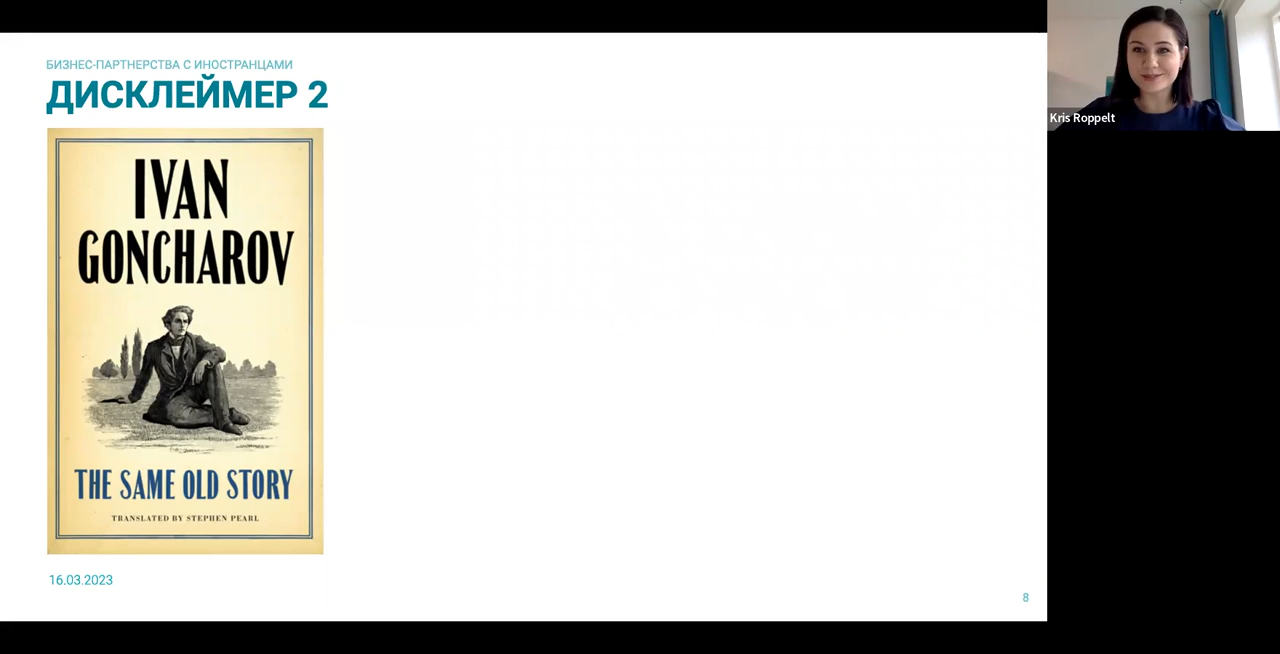 БИЗНЕС-ПАРТНЕРСТВА С ИНОСТРАНЦАМИ
ДИСКЛЕЙМЕР 2
IVAN
GONCHAROV
THE SAME OLD STORY
TRANSLATED BY STEPHEN PEARL
16.03.2023
8
Kris Roppelt